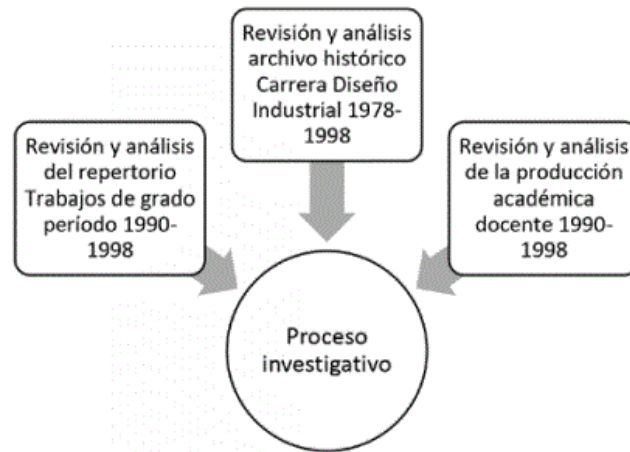 Revisión y análisis
archivo histórico
Carrera Diseño
Industrial 1978-
1998
Revisión y análisis
del repertorio
Trabajos de grado
período 1990-
1998
Revisión y análisis
de la producción
académica
docente 1990-
1998
Proceso
investigativo